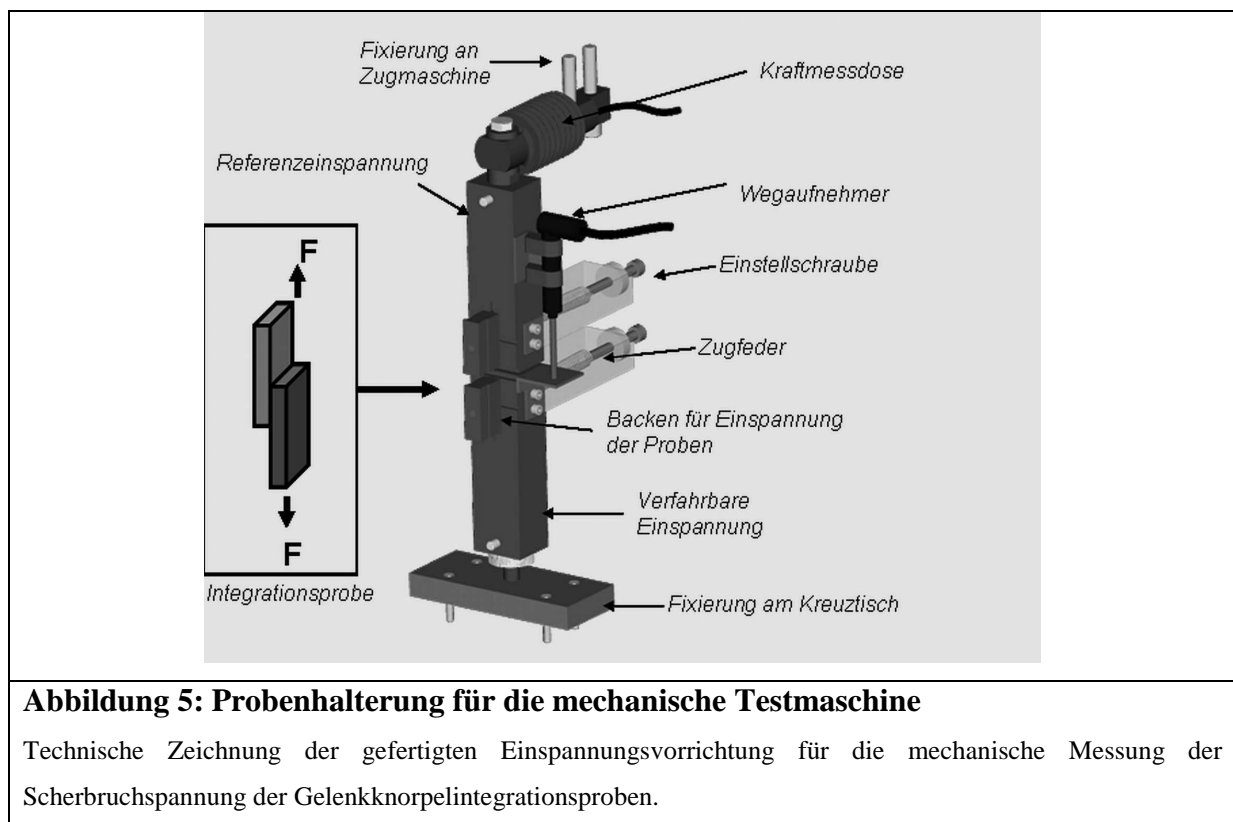 Fixierung an
Zugmaschine
Kraftmessdose
Referenzeinspannung
Wegaufnehmer
F
Einstellschraube
Zugfeder
Backen für Einspannung
der Proben
Verfahrbare
Einspannung
F
Integrationsprobe
Fixierung am Kreuztisch
Abbildung 5: Probenhalterung für die mechanische Testmaschine
Technische Zeichnung der gefertigten Einspannungsvorrichtung für die mechanische Messung der
Scherbruchspannung der Gelenkknorpelintegrationsproben.